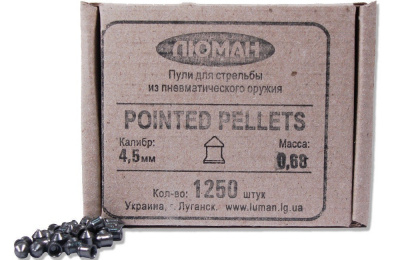 ЛЮМАН
Пули для стрельбы
из пневматического оружия
POINTED PELLETS
Калибр: Масса:
4,5мм 0,68
Кол-во: 1250 штук
Украина, г. Луганск. www.luman.lg.ua